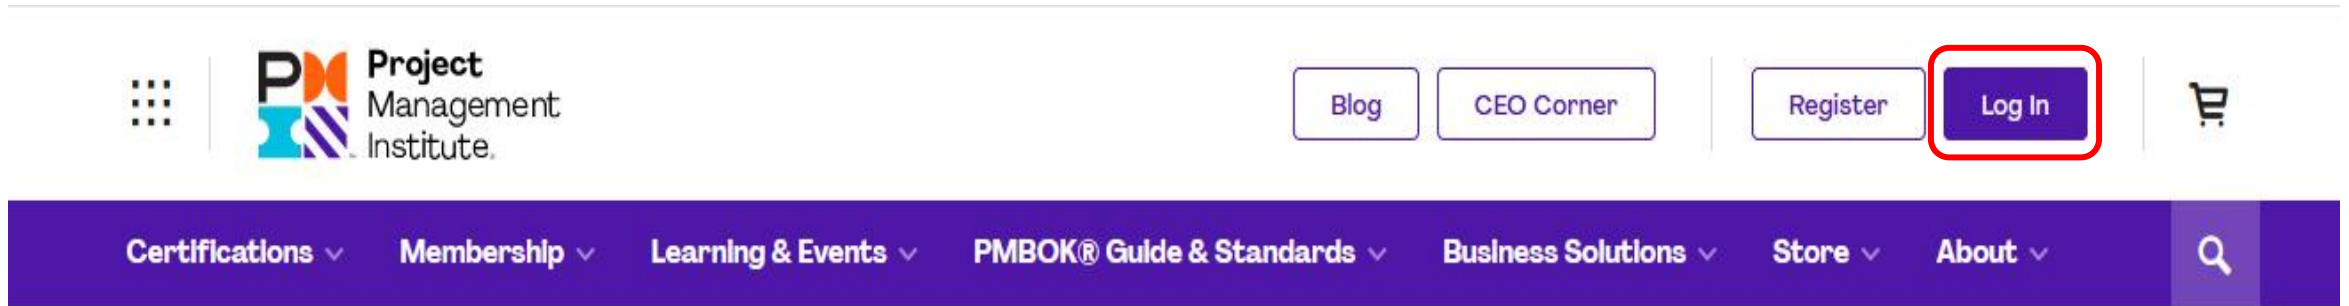 Project
Management
Institute.
Blog
CEO Corner
Register
Log In
Certifications
Membership
Learning & Events
PMBOK® Guide & Standards
Business Solutions
Store
About